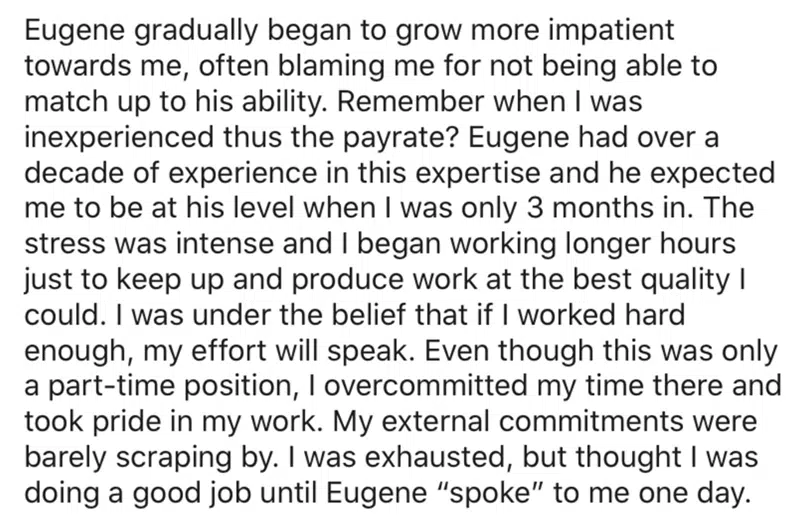 Eugene gradually began to grow more impatient
towards me, often blaming me for not being able to
match up to his ability. Remember when I was
inexperienced thus the payrate? Eugene had over a
decade of experience in this expertise and he expected
me to be at his level when I was only 3 months in. The
stress was intense and I began working longer hours
just to keep up and produce work at the best quality I
could. I was under the belief that if I worked hard
enough, my effort will speak. Even though this was only
a part-time position, I overcommitted my time there and
took pride in my work. My external commitments were
barely scraping by. I was exhausted, but thought I was
doing a good job until Eugene “spoke” to me one day.